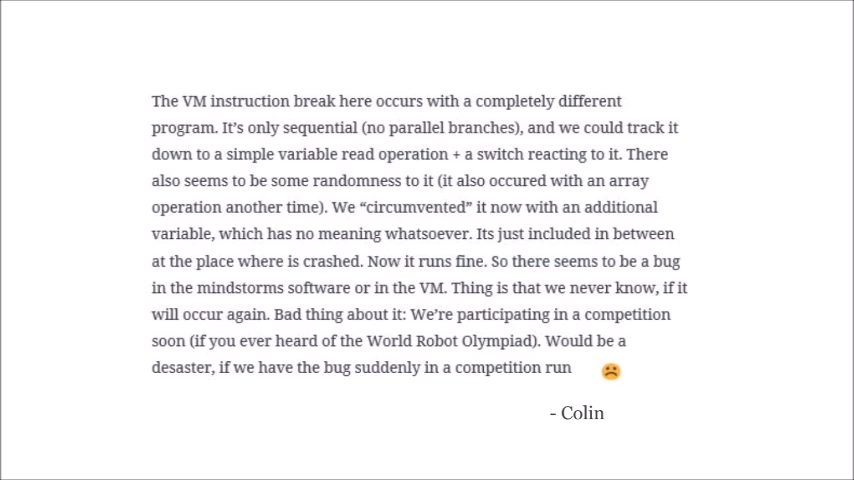 The VM instruction break here occurs with a completely different
program. It's only sequential (no parallel branches), and we could track it
down to a simple variable read operation + a switch reacting to it. There
also seems to be some randomness to it (it also occured with an array
operation another time). We “circumvented” it now with an additional
variable, which has no meaning whatsoever. Its just included in between
at the place where is crashed. Now it runs fine. So there seems to be a bug
in the mindstorms software or in the VM. Thing is that we never know, if it
will occur again. Bad thing about it: We're participating in a competition
soon (if you ever heard of the World Robot Olympiad). Would be a
desaster, if we have the bug suddenly in a competition run
- Colin